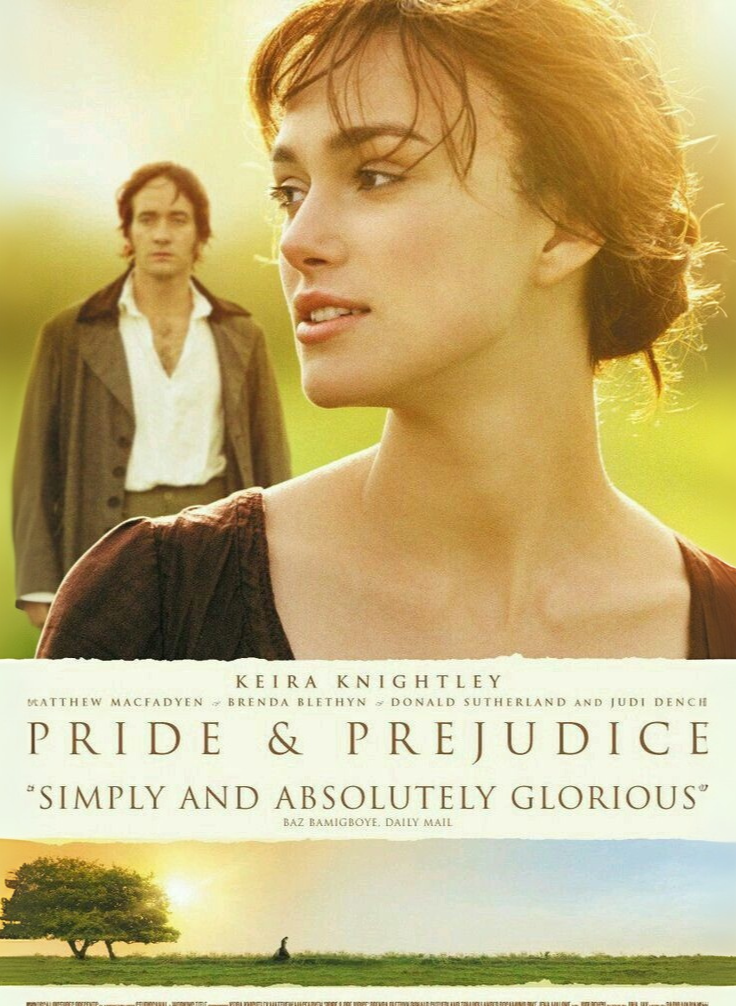 KEIRA KNIGHTLEY
MATTHEW MACFADYEN BRENDA BLETHYN DONALD SUTHERLAND AND JUDI DENCH
PRIDE & PREJUDICE
"SIMPLY AND ABSOLUTELY GLORIOUS"
BAZ BAMIGBOYE, DAILY MAIL